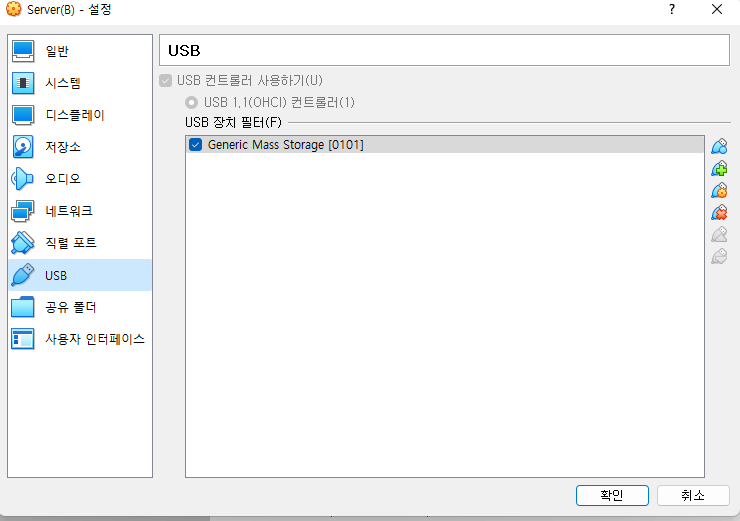 Server(B) - 설정
?
일반
시스템
디스플레이
저장소
오디오
네트워크
직렬 포트
USB
공유 폴더
사용자 인터페이스
USB
USB 컨트롤러 사용하기(U)
USB 1.1(OHCI) 컨트롤러(1)
USB 장치 필터(F)
Generic Mass Storage [0101]
확인
취소